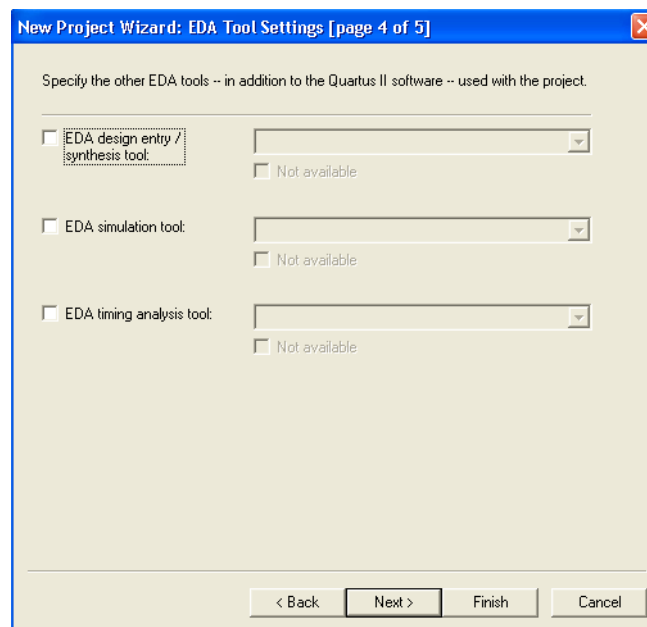 New Project Wizard: EDA Tool Settings [page 4 of 5]
Specify the other EDA tools -- in addition to the Quartus II software -- used with the project.
EDA design entry /
synthesis tool:
Not available
EDA simulation tool:
Not available
EDA timing analysis tool:
Not available
< Back Next > Finish Cancel